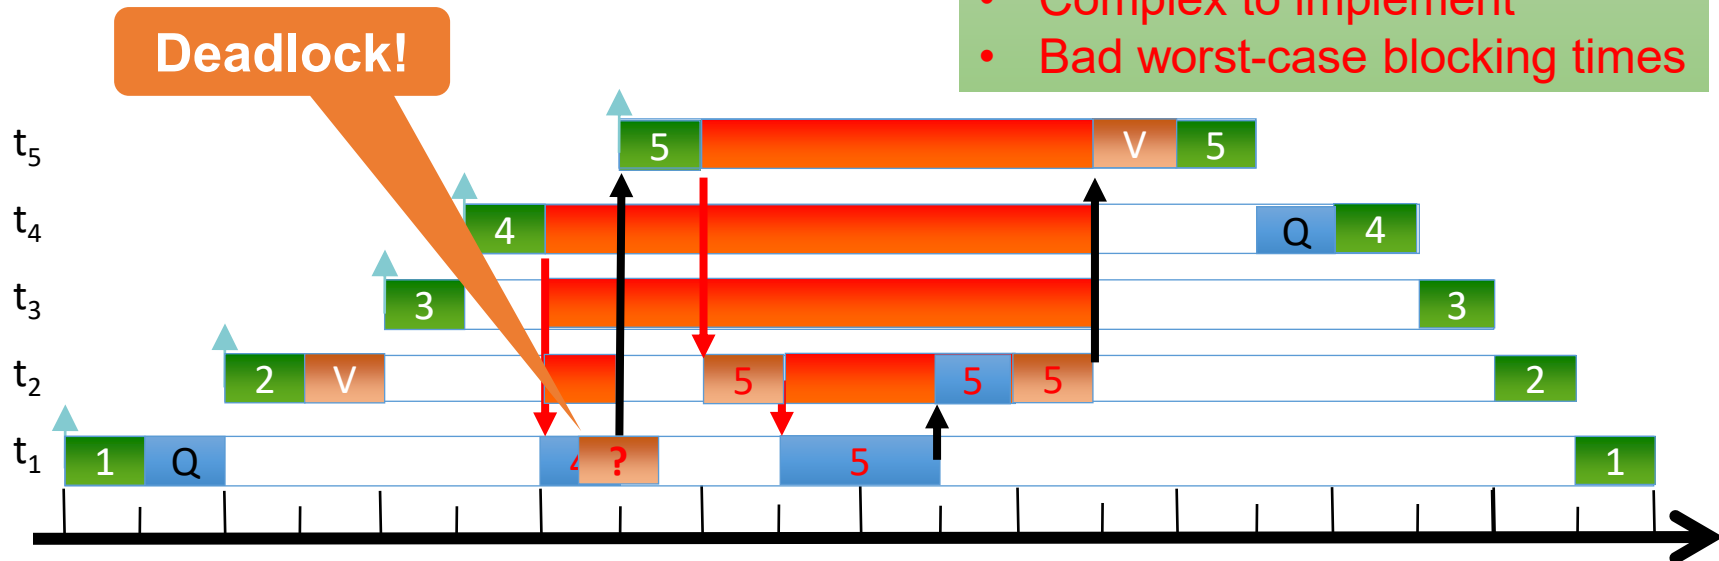 • Complex to implement
• Bad worst-case blocking times
Deadlock!
t5 5 V 5
t4 4 Q 4
t3 3 3
t2 2 V 5 5 5 2
t1 1 Q 4 ? 5 1